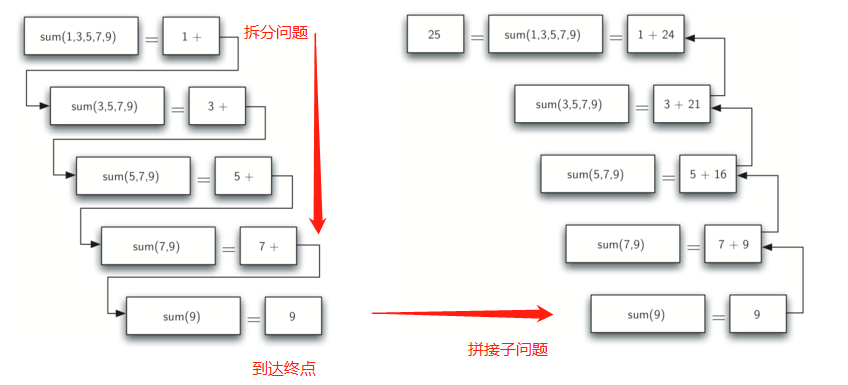 sum(1,3,5,7,9) = 1 +
拆分问题
sum(3,5,7,9) = 3 +
sum(5,7,9) = 5 +
sum(7,9) = 7 +
sum(9) = 9
到达终点
25 = sum(1,3,5,7,9) = 1 + 24
sum(3,5,7,9) = 3 + 21
sum(5,7,9) = 5 + 16
sum(7,9) = 7 + 9
sum(9) = 9
拼接子问题